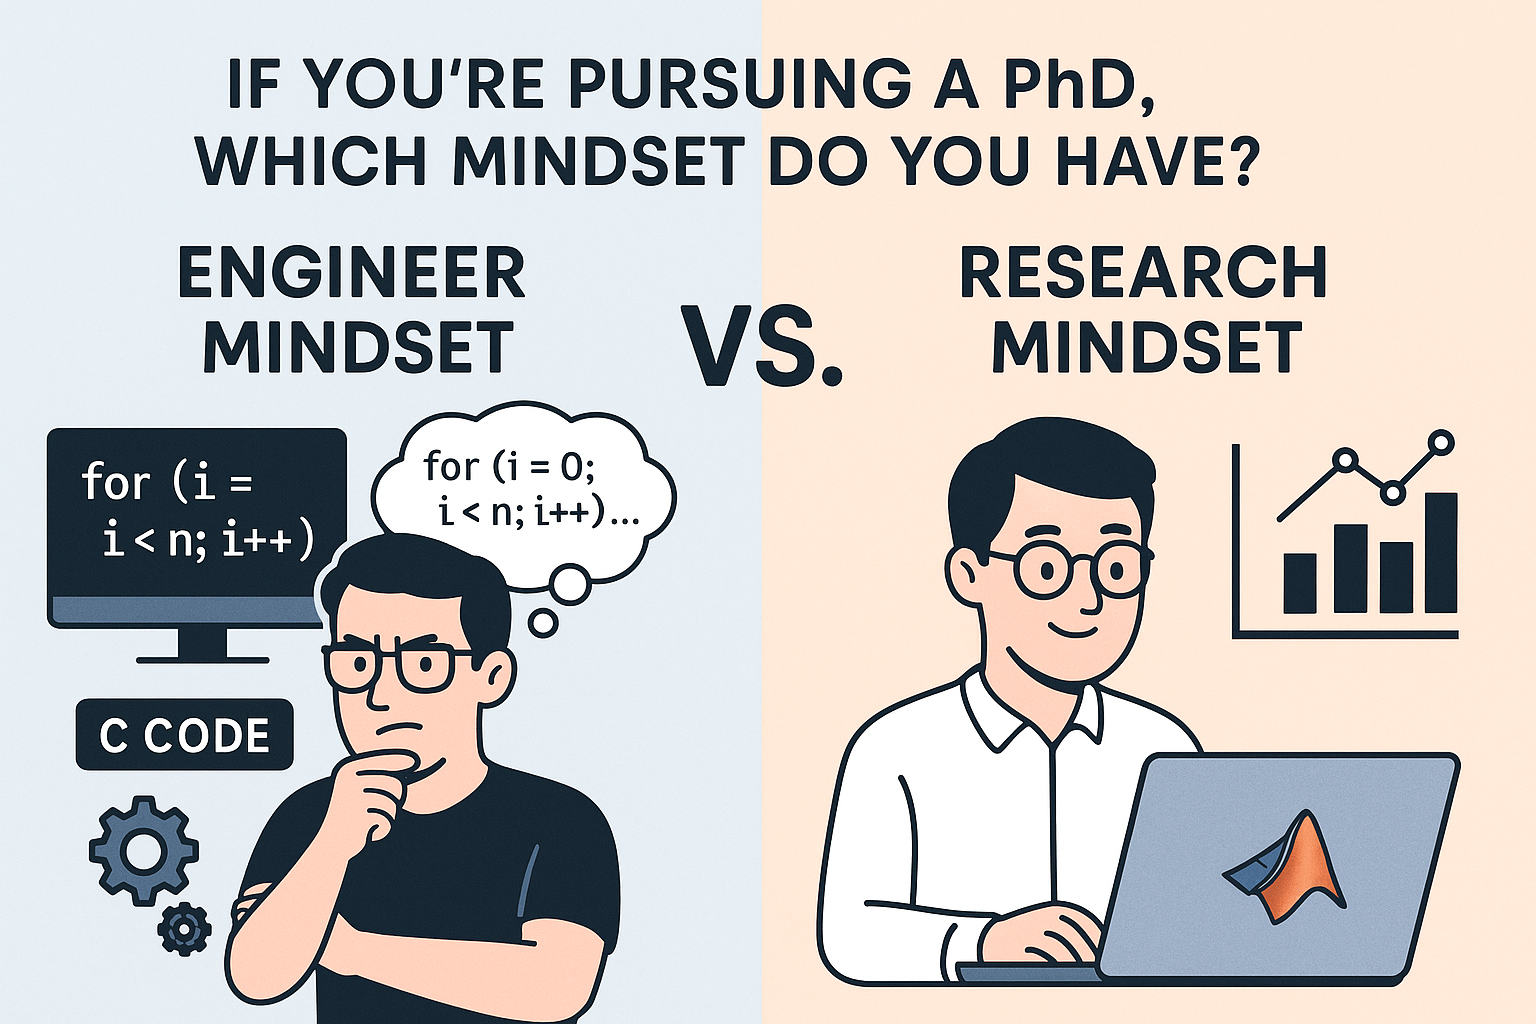 IF YOU'RE PURSUING A PhD,
WHICH MINDSET DO YOU HAVE?
ENGINEER
MINDSET
VS.
RESEARCH
MINDSET
for (i =
i < n; i++)
for (i = 0;
i < n; i++)...
C CODE